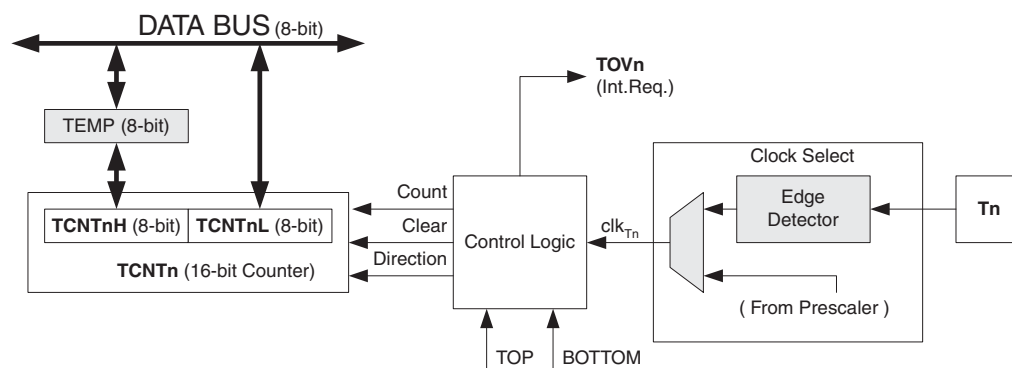 DATA BUS (8-bit)
TEMP (8-bit)
TCNTnH (8-bit) TCNTnL (8-bit)
TCNTn (16-bit Counter)
Count
Clear
Direction
Control Logic
TOVn
(Int.Req.)
TOP
BOTTOM
clkTn
Clock Select
Edge
Detector
( From Prescaler )
Tn